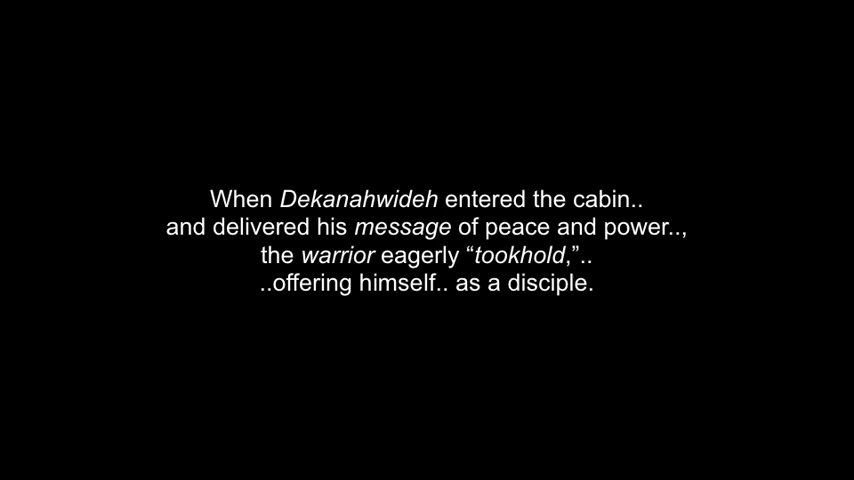 When Dekanahwideh entered the cabin..
and delivered his message of peace and power..,
the warrior eagerly “tookhold,”..
..offering himself.. as a disciple.